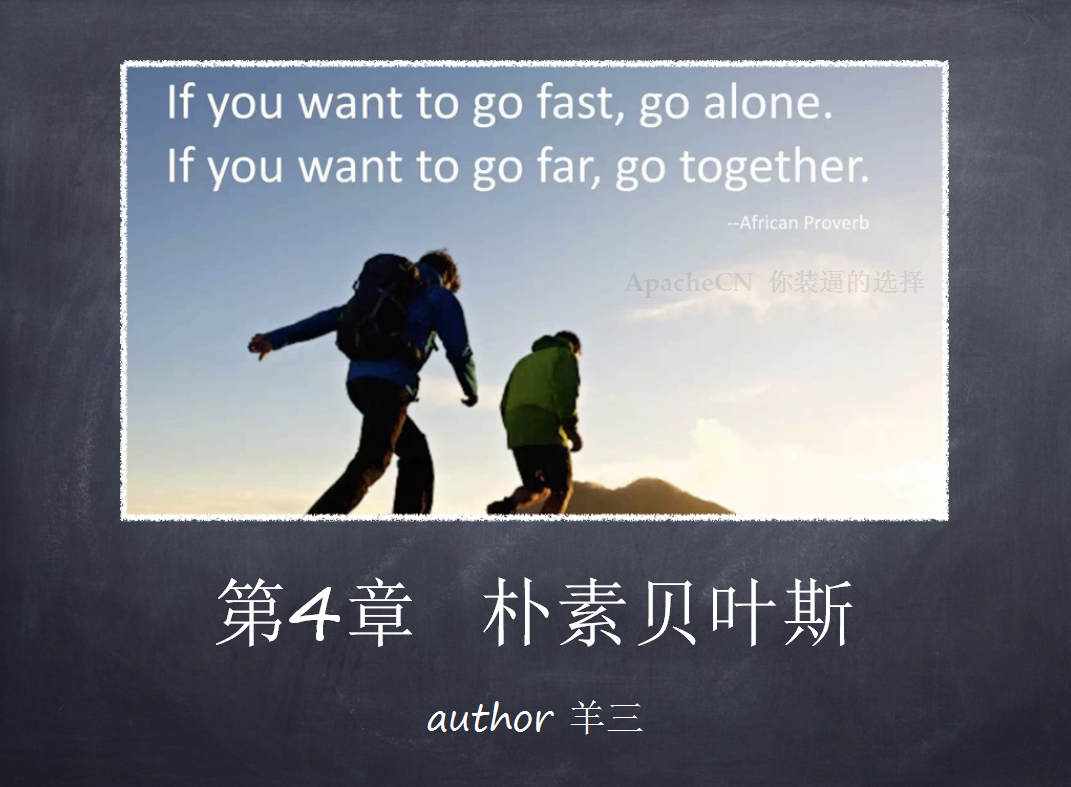 If you want to go fast, go alone.
If you want to go far, go together.
--African Proverb
ApacheCN 你装逼的选择
第4章 朴素贝叶斯
author 羊三